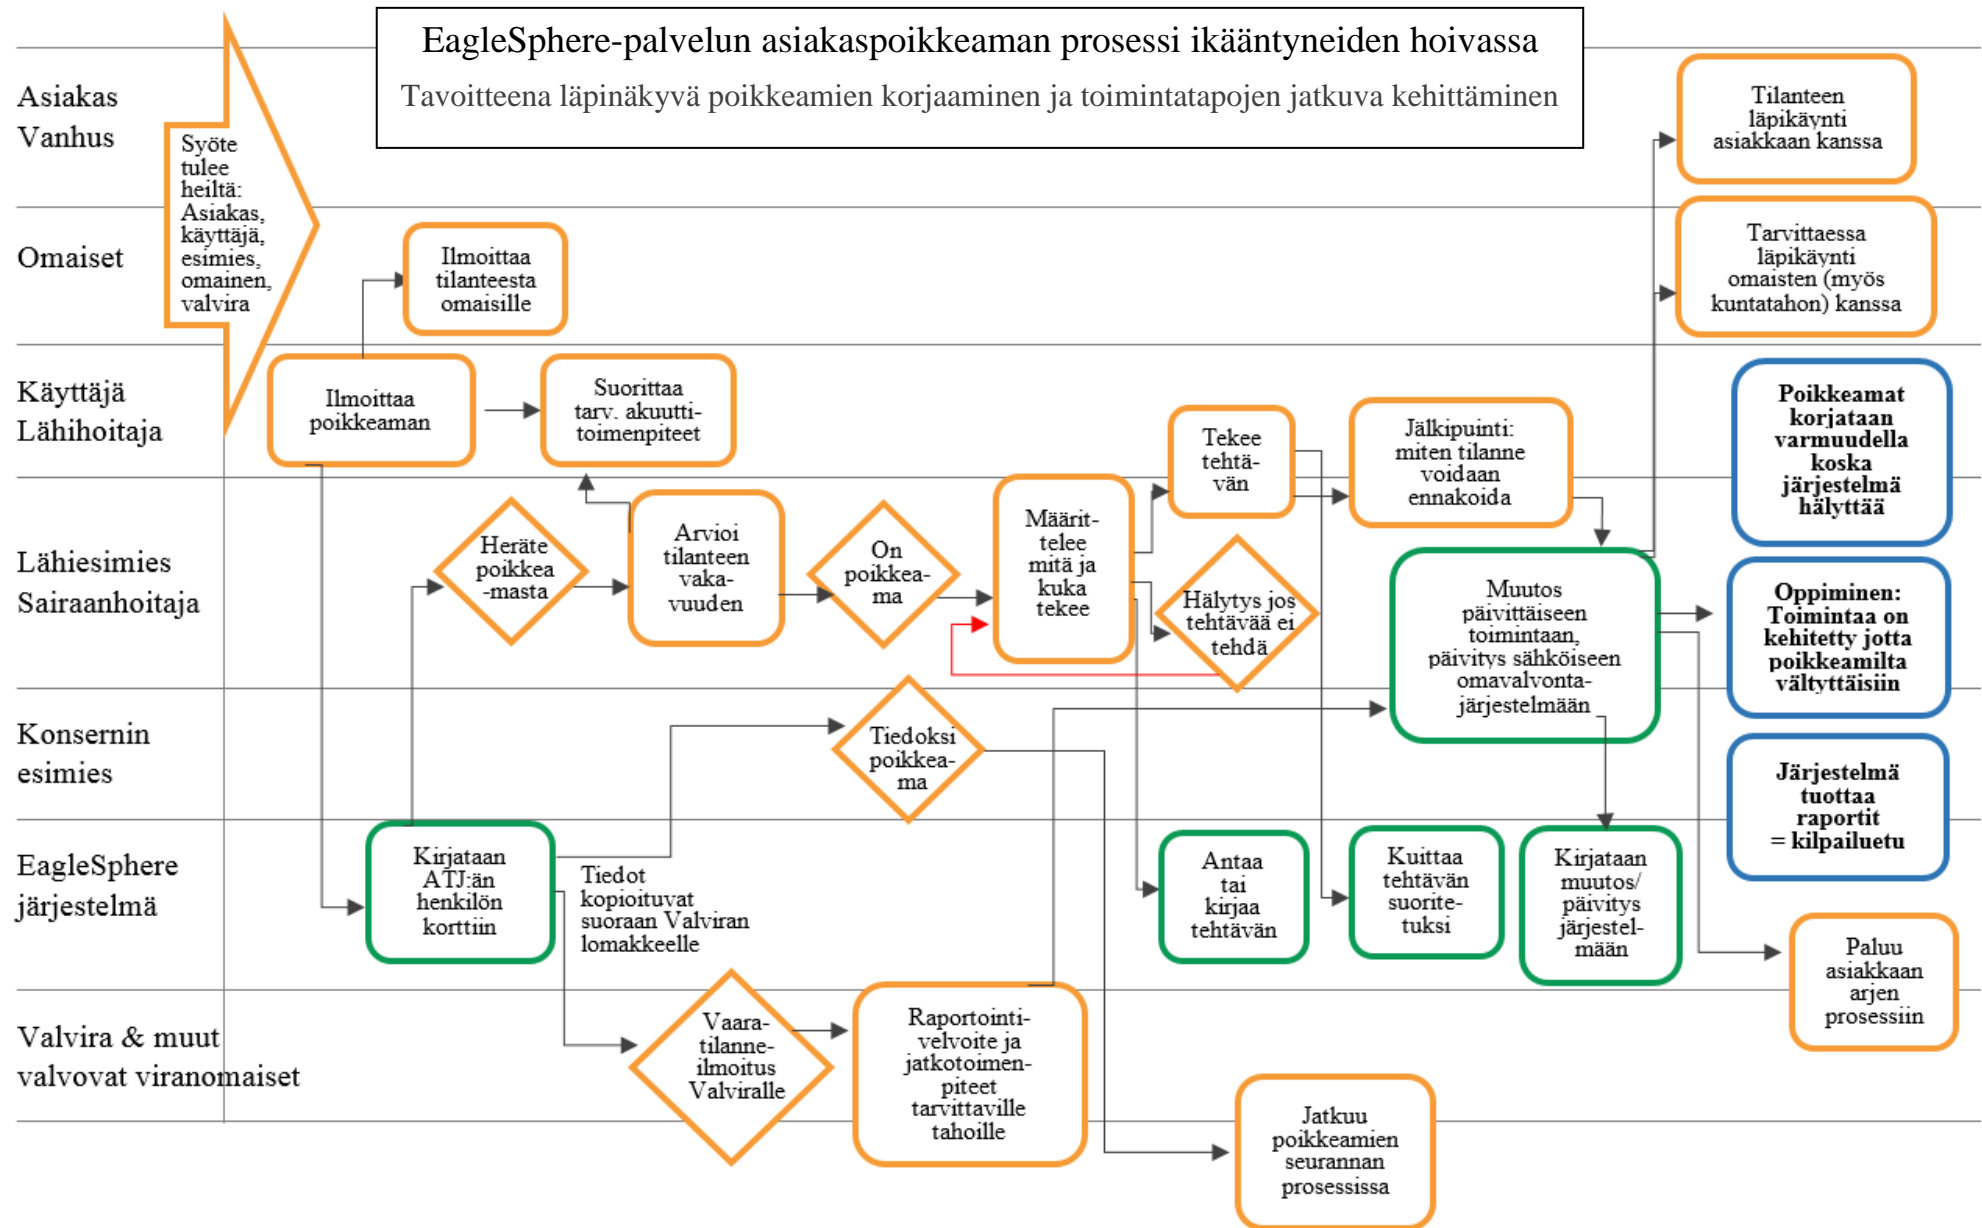 EagleSphere-palvelun asiakaspoikkeaman prosessi ikääntyneiden hoivassa
Tavoitteena läpinäkyvä poikkeamien korjaaminen ja toimintatapojen jatkuva kehittäminen
Asiakas
Vanhus
Syöte
tulee
heiltä:
Asiakas,
käyttäjä,
esimies,
omainen,
valvira
Tilanteen
läpikäynti
asiakkaan kanssa
Omaiset
Ilmoittaa
tilanteesta
omaisille
Tarvittaessa
läpikäynti
omaisten (myös
kuntatahon) kanssa
Käyttäjä
Lähihoitaja
Ilmoittaa
poikkeaman
Suorittaa
tarv. akuutti-
toimenpiteet
Tekee
tehtä-
vän
Jälkipuinti:
miten tilanne
voidaan
ennakoida
Poikkeamat
korjataan
varmuudella
koska
järjestelmä
hälyttää
Lähiesimies
Sairaanhoitaja
Heräte
poikkea
-masta
Arvioi
tilanteen
vaka-
vuuden
On
poikkea-
ma
Määrit-
telee
mitä ja
kuka
tekee
Hälytys jos
tehtävää ei
tehdä
Muutos
päivittäiseen
toimintaan,
päivitys sähköiseen
omavalvonta-
järjestelmään
Oppiminen:
Toimintaa on
kehitetty jotta
poikkeamilta
vältyttäisiin
Konsernin
esimies
Tiedoksi
poikkea-
ma
Järjestelmä
tuottaa
raportit
= kilpailuetu
EagleSphere
järjestelmä
Kirjataan
ATJ:än
henkilön
korttiin
Tiedot
kopioituvat
suoraan Valviran
lomakkeelle
Antaa
tai
kirjaa
tehtävän
Kuittaa
tehtävän
suorite-
tuksi
Kirjataan
muutos/
päivitys
järjestel-
mään
Paluu
asiakkaan
arjen
prosessiin
Valvira & muut
valvovat viranomaiset
Vaara-
tilanne-
ilmoitus
Valviralle
Raportointi-
velvoite ja
jatkotoimen-
piteet
tarvittaville
tahoille
Jatkuu
poikkeamien
seurannan
prosessissa